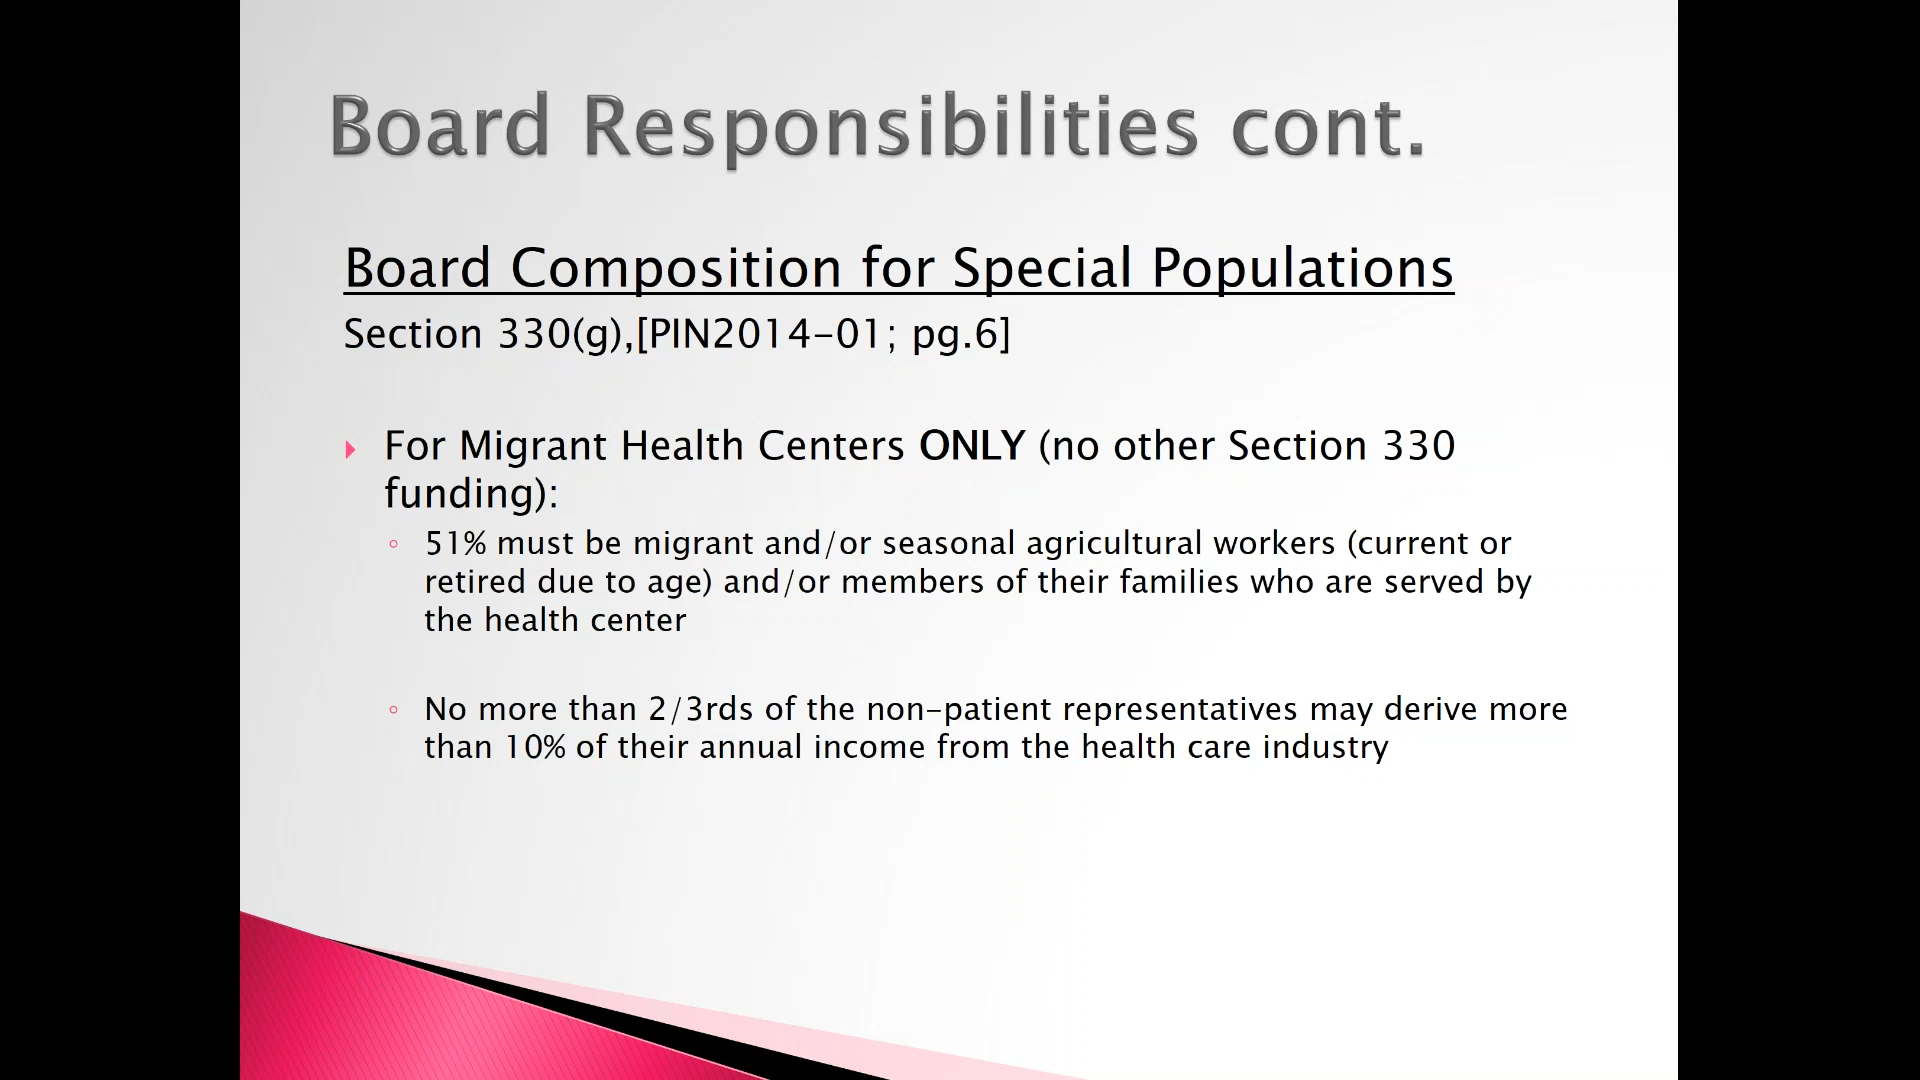 Board Responsibilities cont.
Board Composition for Special Populations
Section 330(g),[PIN2014-01; pg.6]
For Migrant Health Centers ONLY (no other Section 330
funding):
51% must be migrant and/or seasonal agricultural workers (current or
retired due to age) and/or members of their families who are served by
the health center
No more than 2/3rds of the non-patient representatives may derive more
than 10% of their annual income from the health care industry